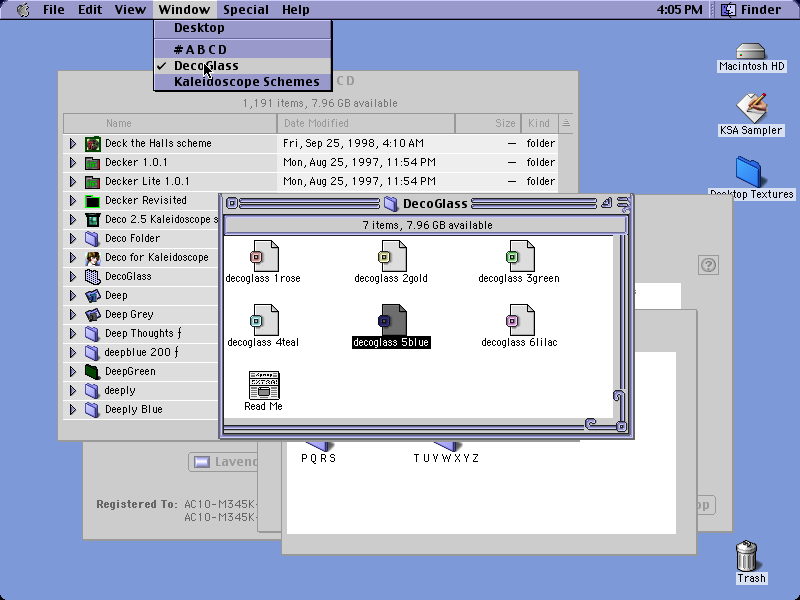 File Edit View Window Special Help 4:05 PM Finder
Desktop
# A B C D
DecoGlass
Kaleidoscope Schemes
C D
1,191 items, 7.96 GB available
Name Date Modified Size Kind
Deck the Halls scheme Fri, Sep 25, 1998, 4:10 AM — folder
Decker 1.0.1 Mon, Aug 25, 1997, 11:54 PM — folder
Decker Lite 1.0.1 Mon, Aug 25, 1997, 11:54 PM — folder
Decker Revisited
Deco 2.5 Kaleidoscope s
Deco Folder
Deco for Kaleidoscope
DecoGlass
Deep
Deep Grey
Deep Thoughts ƒ
deepblue 200 ƒ
DeepGreen
deeply
Deeply Blue
DecoGlass
7 items, 7.96 GB available
decoglass 1rose decoglass 2gold decoglass 3green
decoglass 4teal decoglass 5blue decoglass 6lilac
Read Me
P Q R S T U V W X Y Z
Lavend
Registered To: AC10-M345K-
AC10-M345K-
Macintosh HD
KSA Sampler
Desktop Textures
Trash